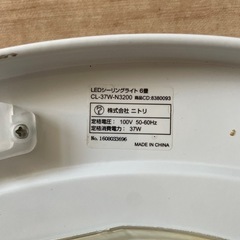 LEDシーリングライト 6畳
CL-37W-N3200 商品CD:8380093
株式会社 ニトリ
定格電圧： 100V 50-60Hz
定格消費電力： 37W
No. 1608033696
MADE IN CHINA